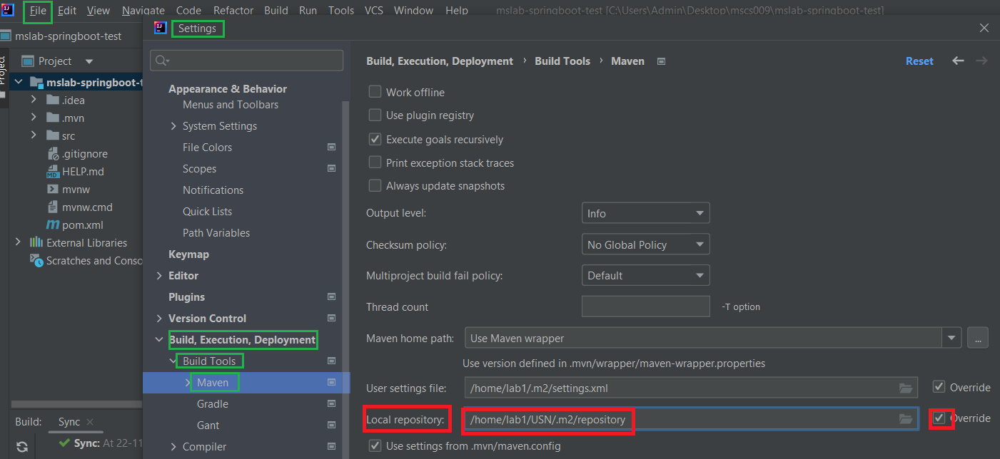 File Edit View Navigate Code Refactor Build Run Tools VCS Window Help mslab-springboot-test [C:\Users\Admin\Desktop\mscs009\mslab-springboot-test]
mslab-springboot-test
Settings
Project
Project
mslab-springboot-t
.idea
.mvn
src
.gitignore
HELP.md
mvnw
mvnw.cmd
pom.xml
External Libraries
Scratches and Conso
Build: Sync
Sync: At 22-11
Appearance & Behavior
Menus and Toolbars
System Settings
File Colors
Scopes
Notifications
Quick Lists
Path Variables
Keymap
Editor
Plugins
Version Control
Build, Execution, Deployment
Build Tools
Maven
Gradle
Gant
Compiler
Build, Execution, Deployment › Build Tools › Maven Reset
Work offline
Use plugin registry
Execute goals recursively
Print exception stack traces
Always update snapshots
Output level: Info
Checksum policy: No Global Policy
Multiproject build fail policy: Default
Thread count -T option
Maven home path: Use Maven wrapper ...
Use version defined in .mvn/wrapper/maven-wrapper.properties
User settings file: /home/lab1/.m2/settings.xml Override
Local repository: /home/lab1/USN/.m2/repository Override
Use settings from .mvn/maven.config